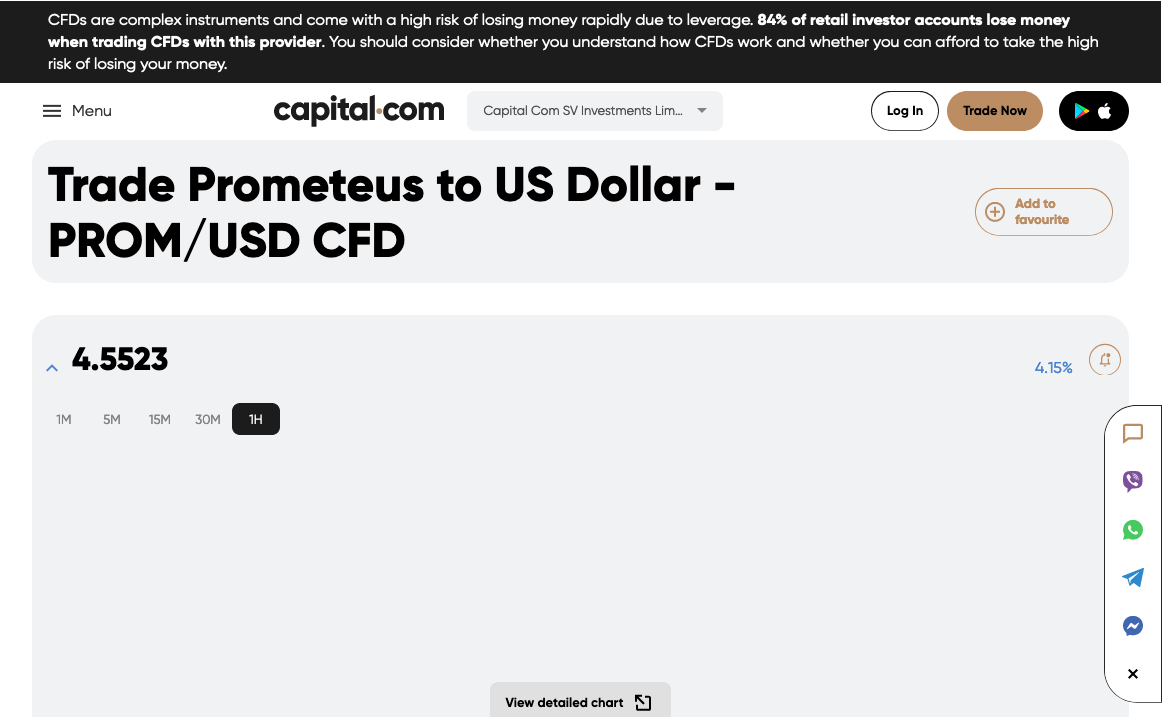 CFDs are complex instruments and come with a high risk of losing money rapidly due to leverage. 84% of retail investor accounts lose money
when trading CFDs with this provider. You should consider whether you understand how CFDs work and whether you can afford to take the high
risk of losing your money.
Menu
capital.com
Capital Com SV Investments Lim...
Log In
Trade Now
Trade Prometeus to US Dollar -
PROM/USD CFD
Add to
favourite
4.5523
4.15%
1M 5M 15M 30M 1H
View detailed chart